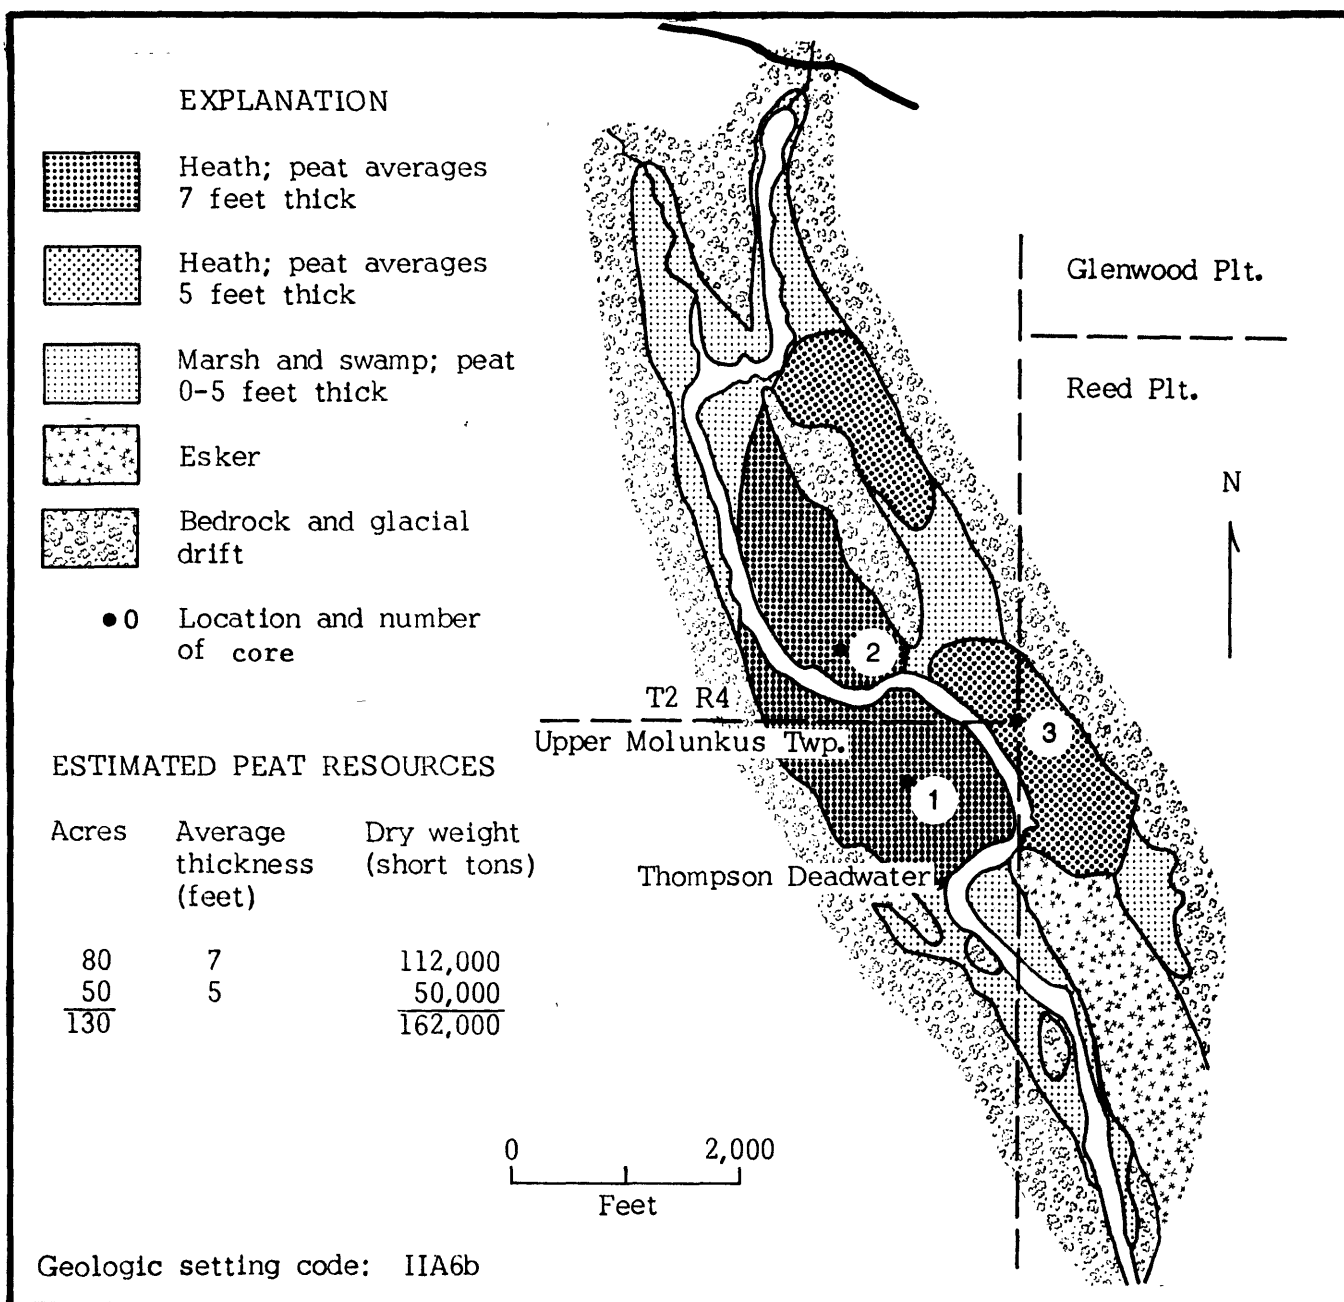 EXPLANATION
Heath; peat averages
7 feet thick
Heath; peat averages
5 feet thick
Marsh and swamp; peat
0-5 feet thick
Esker
Bedrock and glacial
drift
0 Location and number
of core
ESTIMATED PEAT RESOURCES
Acres Average Dry weight
thickness (short tons)
(feet)
80 7 112,000
50 5 50,000
130 162,000
0 2,000
Feet
Geologic setting code: IIA6b
Glenwood Plt.
Reed Plt.
N
2
T2 R4
3
Upper Molunkus Twp.
1
Thompson Deadwater